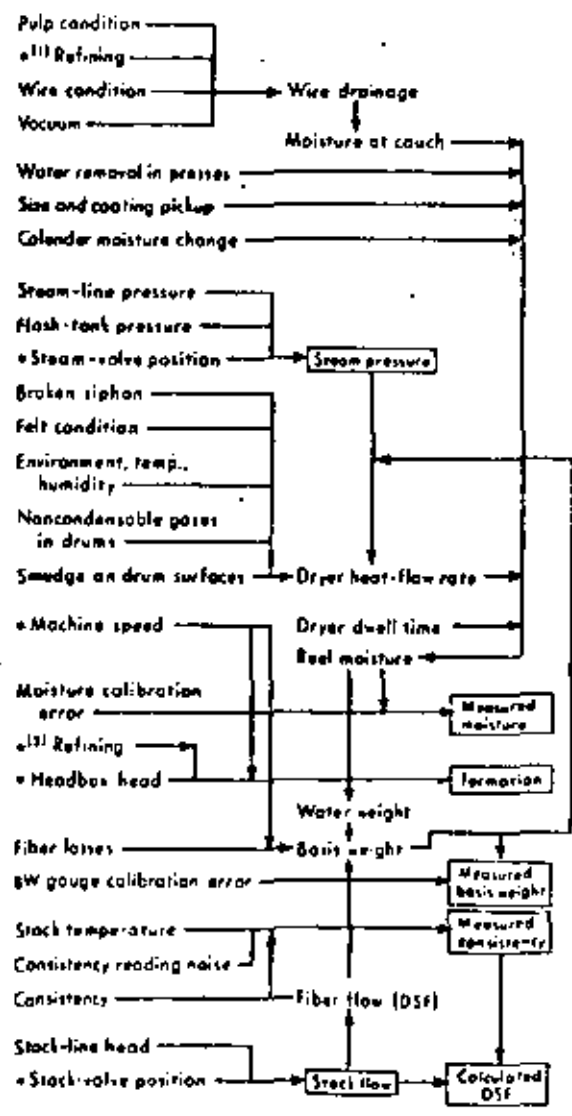 Pulp condition
*[1] Refining
Wire condition
Wire drainage
Vacuum
Moisture at couch
Water removal in presses
Size and coating pickup
Calender moisture change
Steam-line pressure
Flash-tank pressure
*Steam-valve position
Steam pressure
Broken siphon
Felt condition
Environment, temp.,
humidity
Noncondensable gases
in drums
Smudge on drum surfaces
Dryer heat-flow rate
*Machine speed
Dryer dwell time
Reel moisture
Moisture calibration
error
Measured
moisture
*[2] Refining
*Headbox head
Formation
Water weight
Fiber losses
Basis weight
BW gauge calibration error
Measured
basis weight
Stock temperature
Measured
consistency
Consistency reading noise
Consistency
Fiber flow (DSF)
Stock-line head
*Stock-valve position
Stock flow
Calculated
DSF